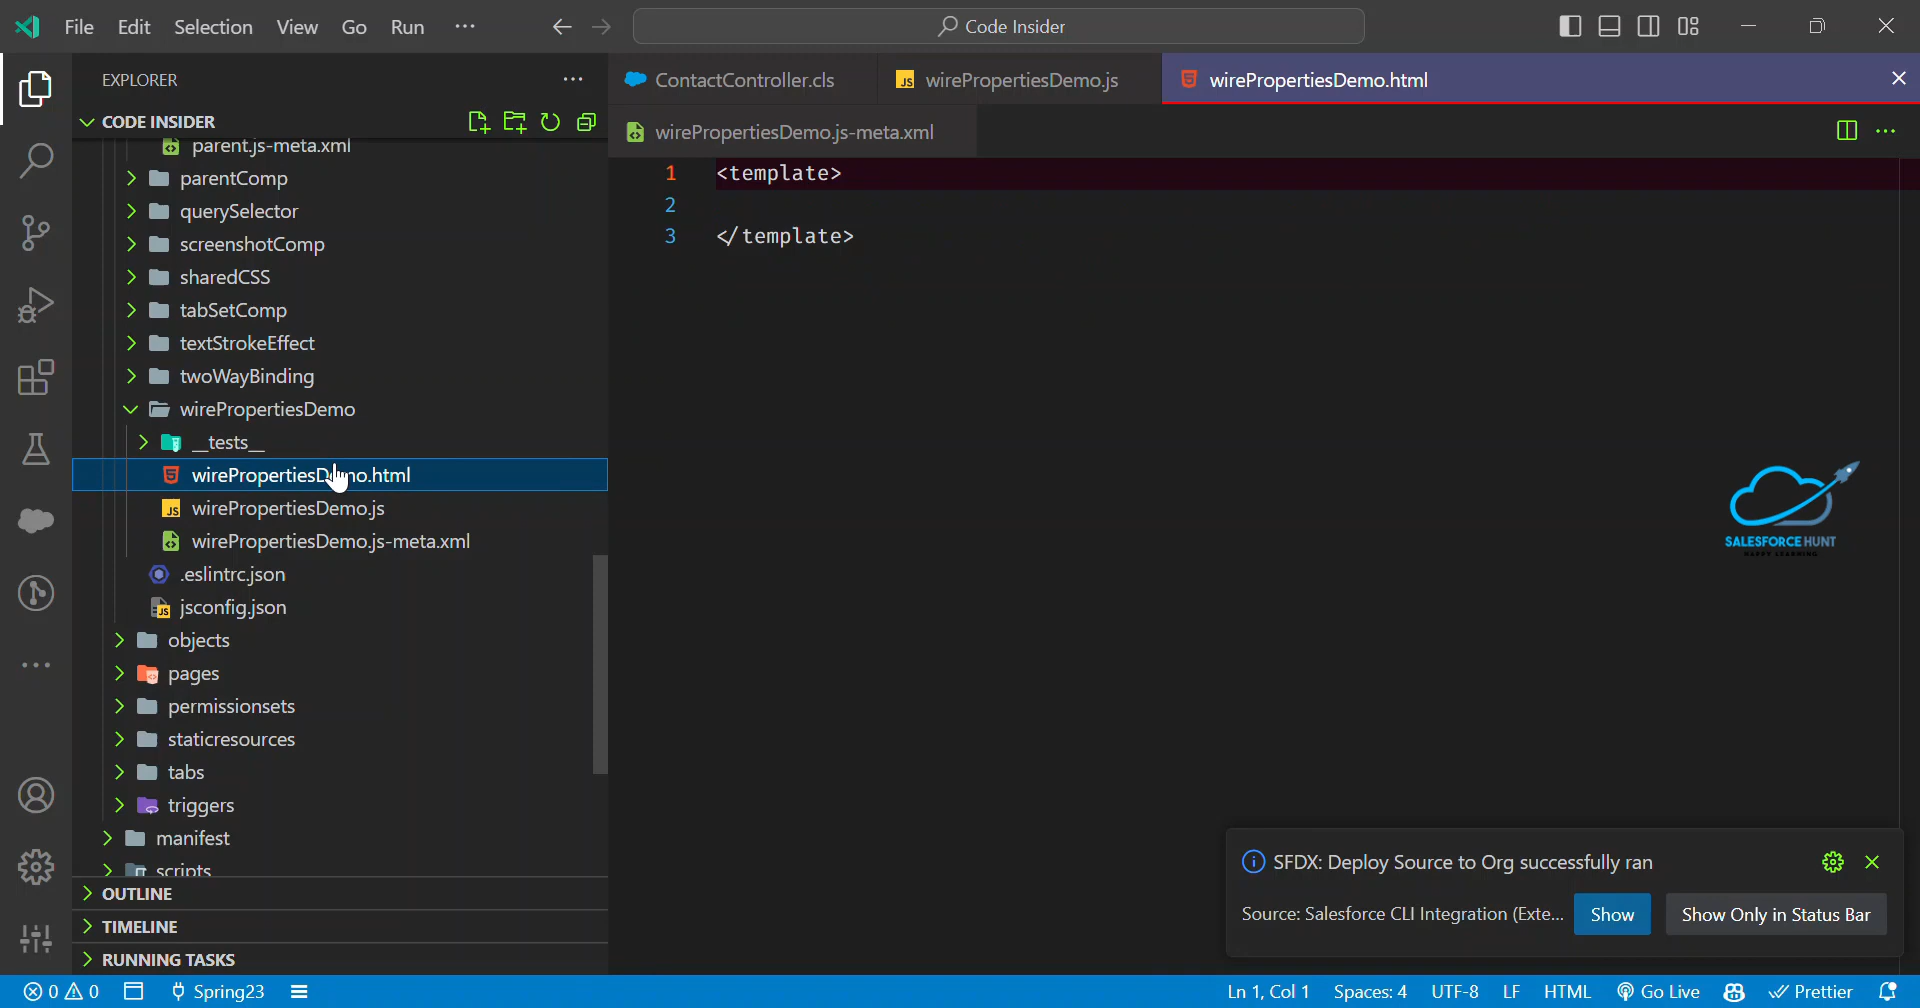 File Edit Selection View Go Run ··· Code Insider
EXPLORER ···
ContactController.cls
JS wirePropertiesDemo.js
wirePropertiesDemo.html
CODE INSIDER
wirePropertiesDemo.js-meta.xml ···
parent.js-meta.xml
parentComp
querySelector
screenshotComp
sharedCSS
tabSetComp
textStrokeEffect
twoWayBinding
wirePropertiesDemo
__tests__
wirePropertiesDemo.html
JS wirePropertiesDemo.js
wirePropertiesDemo.js-meta.xml
.eslintrc.json
JS jsconfig.json
objects
pages
permissionsets
staticresources
tabs
triggers
manifest
scripts
OUTLINE
TIMELINE
RUNNING TASKS
1 <template>
2
3 </template>
SALESFORCE HUNT
HAPPY LEARNING
SFDX: Deploy Source to Org successfully ran
Source: Salesforce CLI Integration (Exte... Show Show Only in Status Bar
0 0 Spring23 Ln 1, Col 1 Spaces: 4 UTF-8 LF HTML Go Live Prettier